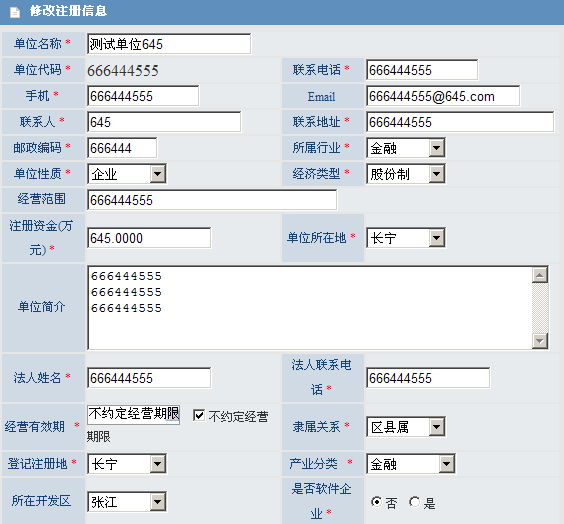 修改注册信息
单位名称 * 测试单位645
单位代码 * 666444555 联系电话 * 666444555
手机 * 666444555 Email 666444555@645.com
联系人 * 645 联系地址 * 666444555
邮政编码 * 666444 所属行业 * 金融
单位性质 * 企业 经济类型 * 股份制
经营范围 666444555
注册资金(万
元) * 645.0000 单位所在地 * 长宁
单位简介
666444555
666444555
666444555
法人姓名 * 666444555 法人联系电
话 * 666444555
经营有效期 * 不约定经营期限 不约定经营
期限 隶属关系 * 区县属
登记注册地 * 长宁 产业分类 * 金融
所在开发区 张江 是否软件企
业 * 否 是